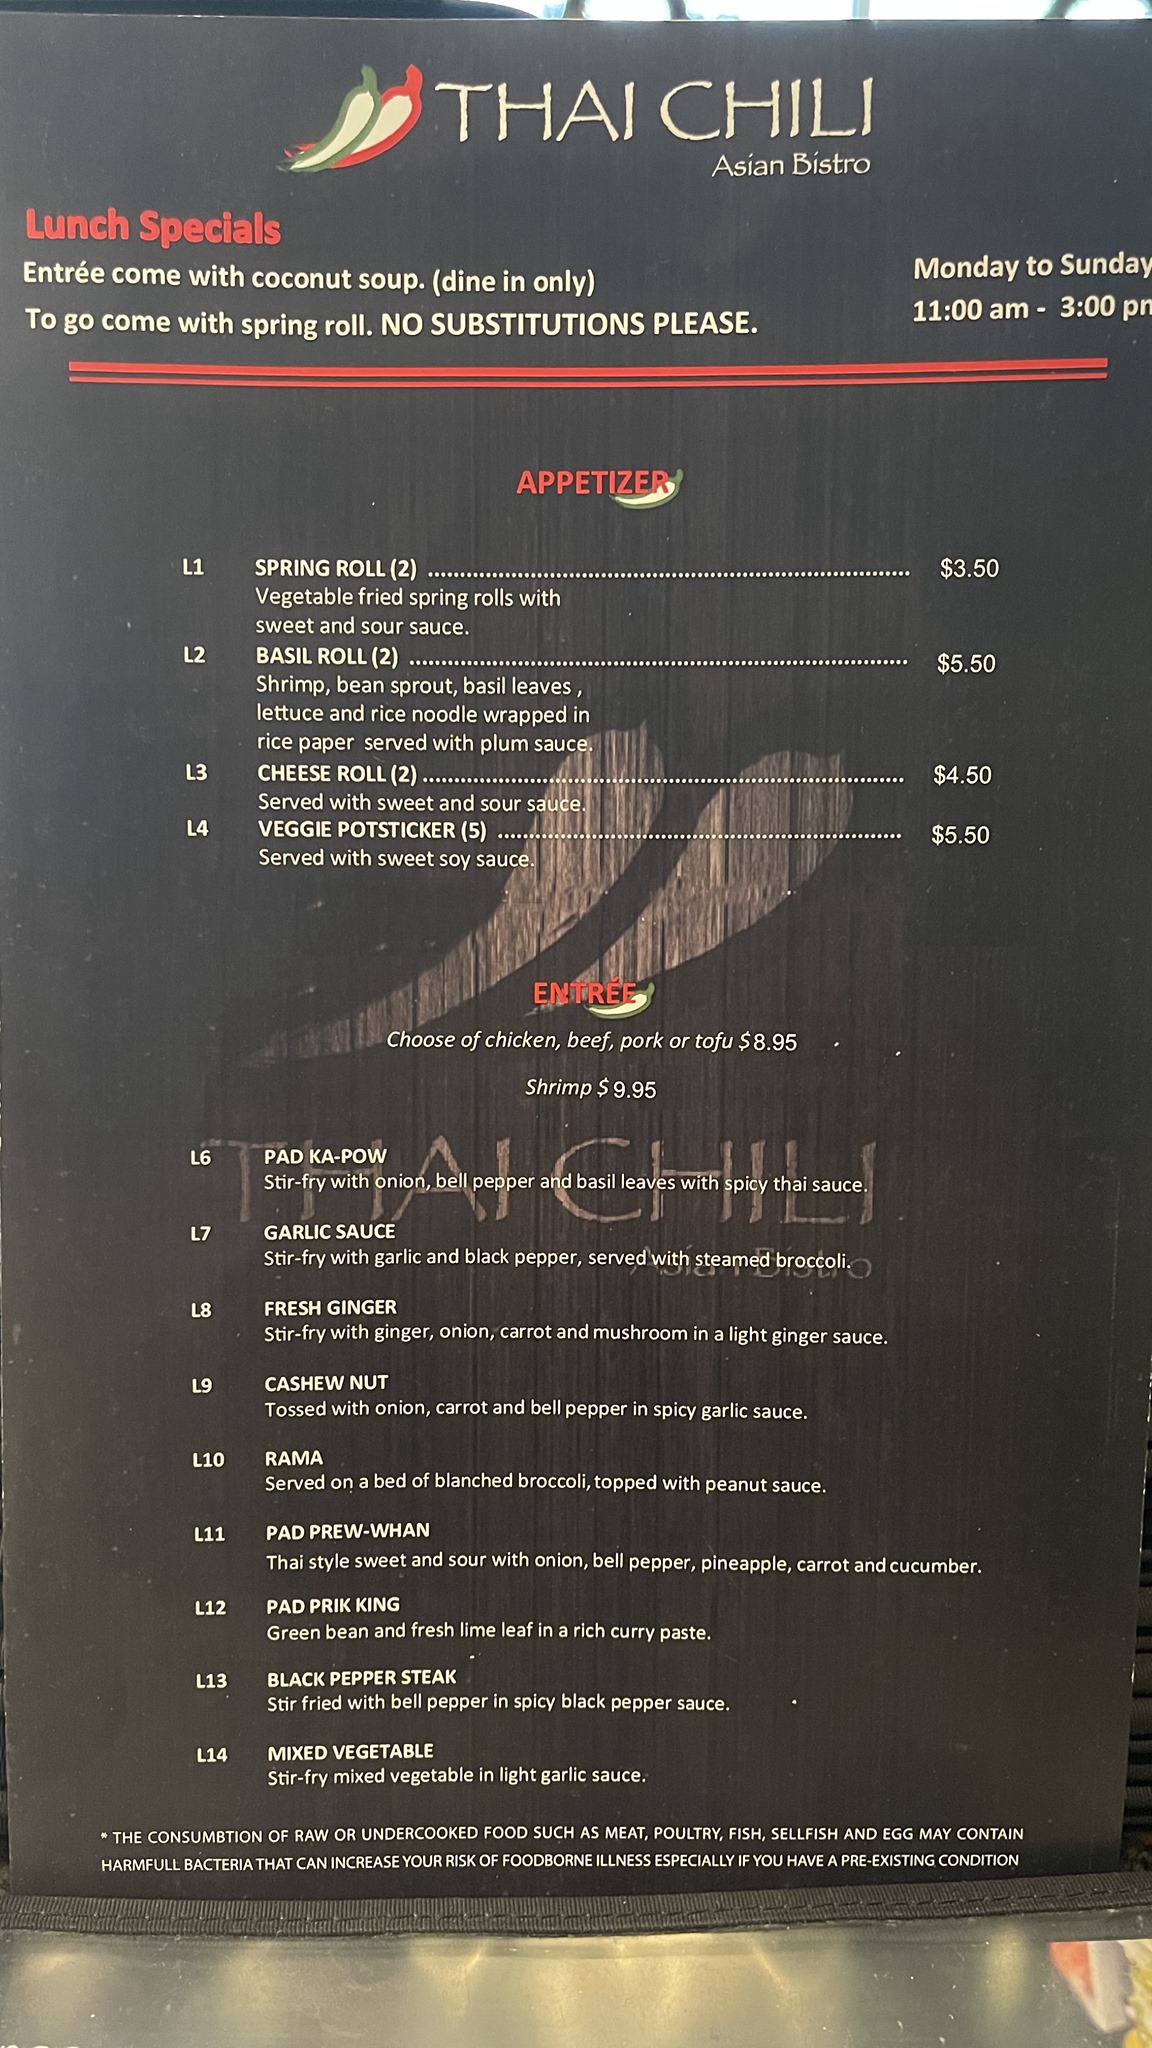 THAI CHILI
Asian Bistro
Lunch Specials
Entrée come with coconut soup. (dine in only)
To go come with spring roll. NO SUBSTITUTIONS PLEASE.
Monday to Sunday
11:00 am - 3:00 pm
APPETIZER
L1 SPRING ROLL (2) $3.50
Vegetable fried spring rolls with
sweet and sour sauce.
L2 BASIL ROLL (2) $5.50
Shrimp, bean sprout, basil leaves ,
lettuce and rice noodle wrapped in
rice paper served with plum sauce.
L3 CHEESE ROLL (2) $4.50
Served with sweet and sour sauce.
L4 VEGGIE POTSTICKER (5) $5.50
Served with sweet soy sauce.
ENTRÉE
Choose of chicken, beef, pork or tofu $8.95
Shrimp $ 9.95
THAI CHILI
Asian Bistro
L6 PAD KA-POW
Stir-fry with onion, bell pepper and basil leaves with spicy thai sauce.
L7 GARLIC SAUCE
Stir-fry with garlic and black pepper, served with steamed broccoli.
L8 FRESH GINGER
Stir-fry with ginger, onion, carrot and mushroom in a light ginger sauce.
L9 CASHEW NUT
Tossed with onion, carrot and bell pepper in spicy garlic sauce.
L10 RAMA
Served on a bed of blanched broccoli, topped with peanut sauce.
L11 PAD PREW-WHAN
Thai style sweet and sour with onion, bell pepper, pineapple, carrot and cucumber.
L12 PAD PRIK KING
Green bean and fresh lime leaf in a rich curry paste.
L13 BLACK PEPPER STEAK
Stir fried with bell pepper in spicy black pepper sauce.
L14 MIXED VEGETABLE
Stir-fry mixed vegetable in light garlic sauce.
* THE CONSUMBTION OF RAW OR UNDERCOOKED FOOD SUCH AS MEAT, POULTRY, FISH, SELLFISH AND EGG MAY CONTAIN
HARMFULL BACTERIA THAT CAN INCREASE YOUR RISK OF FOODBORNE ILLNESS ESPECIALLY IF YOU HAVE A PRE-EXISTING CONDITION